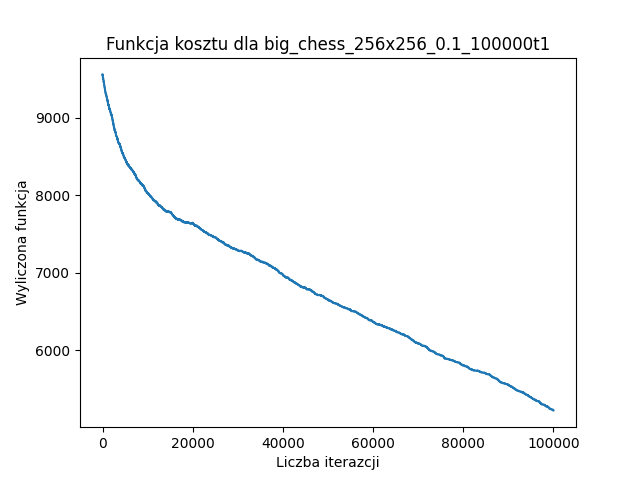 Funkcja kosztu dla big_chess_256x256_0.1_100000t1
Wyliczona funkcja
9000
8000
7000
6000
0 20000 40000 60000 80000 100000
Liczba iterazcji